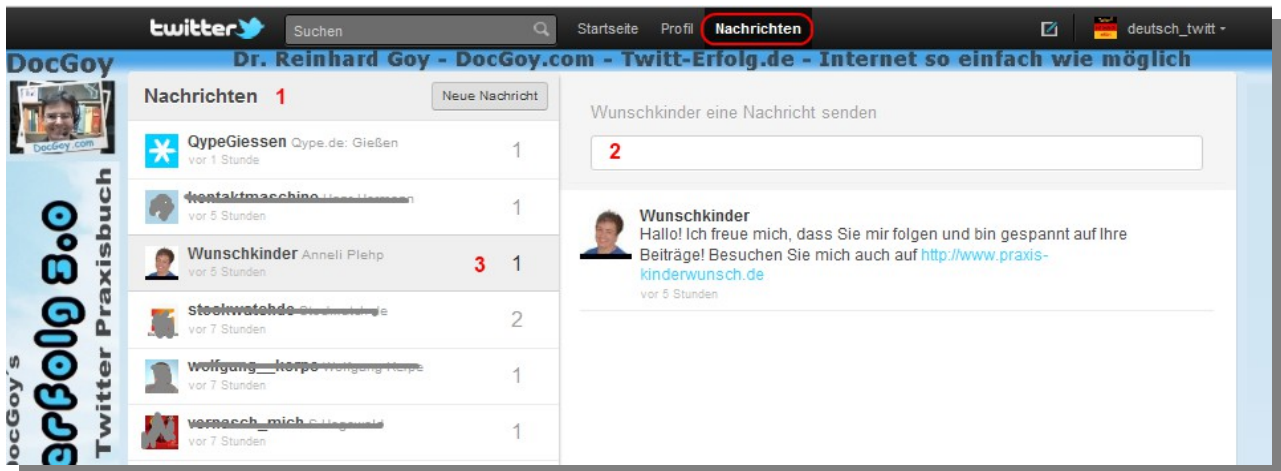 twitter Suchen Startseite Profil Nachrichten deutsch_twitt
DocGoy Dr. Reinhard Goy - DocGoy.com - Twitt-Erfolg.de - Internet so einfach wie möglich
DocGoy.com
Twitter Praxisbuch
erfolg 3.0
DocGoy´s
Nachrichten 1 Neue Nachricht
QypeGiessen Qype.de: Gießen 1
vor 1 Stunde
1
vor 5 Stunden
Wunschkinder Anneli Plehp 3 1
vor 5 Stunden
2
vor 7 Stunden
1
vor 7 Stunden
1
vor 7 Stunden
Wunschkinder eine Nachricht senden
2
Wunschkinder
Hallo! Ich freue mich, dass Sie mir folgen und bin gespannt auf Ihre
Beiträge! Besuchen Sie mich auch auf http://www.praxis-
kinderwunsch.de
vor 5 Stunden